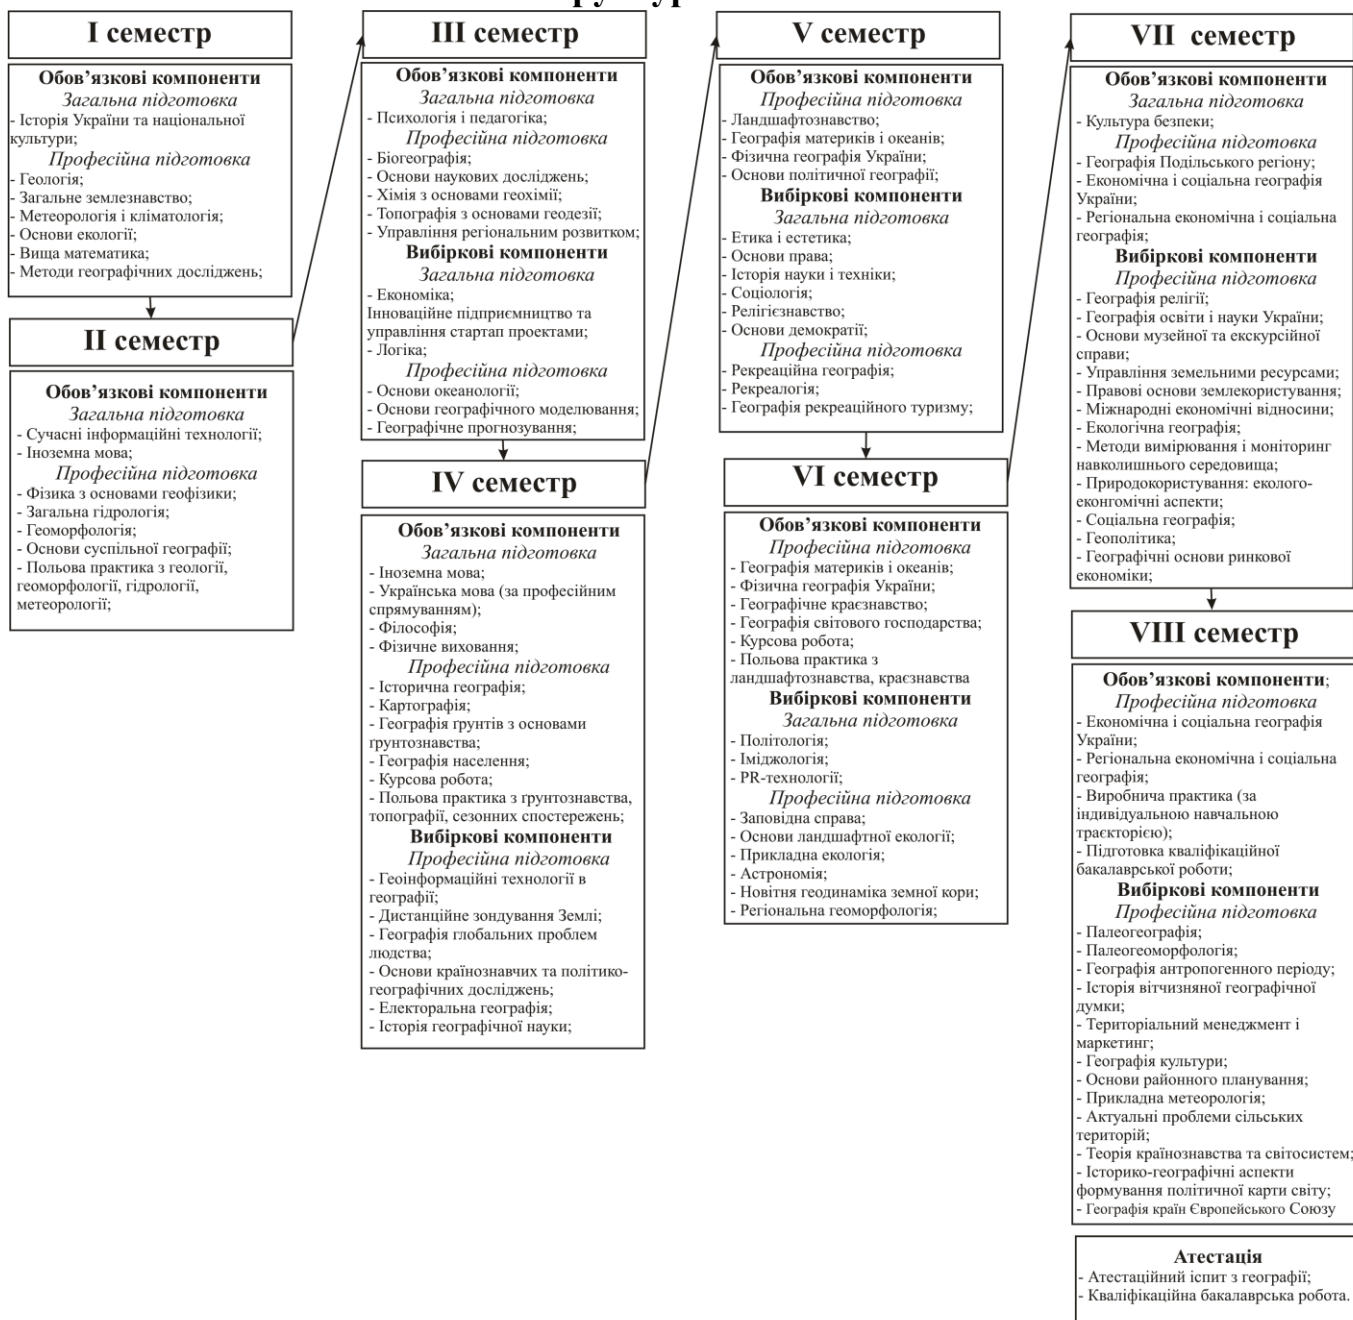 I семестр
Обов’язкові компоненти
Загальна підготовка
- Історія України та національної
культури;
Професійна підготовка
- Геологія;
- Загальне землезнавство;
- Метеорологія і кліматологія;
- Основи екології;
- Вища математика;
- Методи географічних досліджень;
II семестр
Обов’язкові компоненти
Загальна підготовка
- Сучасні інформаційні технології;
- Іноземна мова;
Професійна підготовка
- Фізика з основами геофізики;
- Загальна гідрологія;
- Геоморфологія;
- Основи суспільної географії;
- Польова практика з геології,
геоморфології, гідрології,
метеорології;
III семестр
Обов’язкові компоненти
Загальна підготовка
- Психологія і педагогіка;
Професійна підготовка
- Біогеографія;
- Основи наукових досліджень;
- Хімія з основами геохімії;
- Топографія з основами геодезії;
- Управління регіональним розвитком;
Вибіркові компоненти
Загальна підготовка
- Економіка;
Інноваційне підприємництво та
управління стартап проектами;
- Логіка;
Професійна підготовка
- Основи океанології;
- Основи географічного моделювання;
- Географічне прогнозування;
IV семестр
Обов’язкові компоненти
Загальна підготовка
- Іноземна мова;
- Українська мова (за професійним
спрямуванням);
- Філософія;
- Фізичне виховання;
Професійна підготовка
- Історична географія;
- Картографія;
- Географія ґрунтів з основами
ґрунтознавства;
- Географія населення;
- Курсова робота;
- Польова практика з ґрунтознавства,
топографії, сезонних спостережень;
Вибіркові компоненти
Професійна підготовка
- Геоінформаційні технології в
географії;
- Дистанційне зондування Землі;
- Географія глобальних проблем
людства;
- Основи країнознавчих та політико-
географічних досліджень;
- Електоральна географія;
- Історія географічної науки;
V семестр
Обов’язкові компоненти
Професійна підготовка
- Ландшафтознавство;
- Географія материків і океанів;
- Фізична географія України;
- Основи політичної географії;
Вибіркові компоненти
Загальна підготовка
- Етика і естетика;
- Основи права;
- Історія науки і техніки;
- Соціологія;
- Релігієзнавство;
- Основи демократії;
Професійна підготовка
- Рекреаційна географія;
- Рекреалогія;
- Географія рекреаційного туризму;
VI семестр
Обов’язкові компоненти
Професійна підготовка
- Географія материків і океанів;
- Фізична географія України;
- Географічне краєзнавство;
- Географія світового господарства;
- Курсова робота;
- Польова практика з
ландшафтознавства, краєзнавства
Вибіркові компоненти
Загальна підготовка
- Політологія;
- Іміджологія;
- PR-технології;
Професійна підготовка
- Заповідна справа;
- Основи ландшафтної екології;
- Прикладна екологія;
- Астрономія;
- Новітня геодинаміка земної кори;
- Регіональна геоморфологія;
VII семестр
Обов’язкові компоненти
Загальна підготовка
- Культура безпеки;
Професійна підготовка
- Географія Подільського регіону;
- Економічна і соціальна географія
України;
- Регіональна економічна і соціальна
географія;
Вибіркові компоненти
Професійна підготовка
- Географія релігії;
- Географія освіти і науки України;
- Основи музейної та екскурсійної
справи;
- Управління земельними ресурсами;
- Правові основи землекористування;
- Міжнародні економічні відносини;
- Екологічна географія;
- Методи вимірювання і моніторинг
навколишнього середовища;
- Природокористування: еколого-
екенгомічні аспекти;
- Соціальна географія;
- Геополітика;
- Географічні основи ринкової
економіки;
VIII семестр
Обов’язкові компоненти;
Професійна підготовка
- Економічна і соціальна географія
України;
- Регіональна економічна і соціальна
географія;
- Виробнича практика (за
індивідуальною навчальною
траєкторією);
- Підготовка кваліфікаційної
бакалаврської роботи;
Вибіркові компоненти
Професійна підготовка
- Палеогеографія;
- Палеогеоморфологія;
- Географія антропогенного періоду;
- Історія вітчизняної географічної
думки;
- Територіальний менеджмент і
маркетинг;
- Географія культури;
- Основи районного планування;
- Прикладна метеорологія;
- Актуальні проблеми сільських
територій;
- Теорія країнознавства та світосистем;
- Історико-географічні аспекти
формування політичної карти світу;
- Географія країн Європейського Союзу
Атестація
- Атестаційний іспит з географії;
- Кваліфікаційна бакалаврська робота.